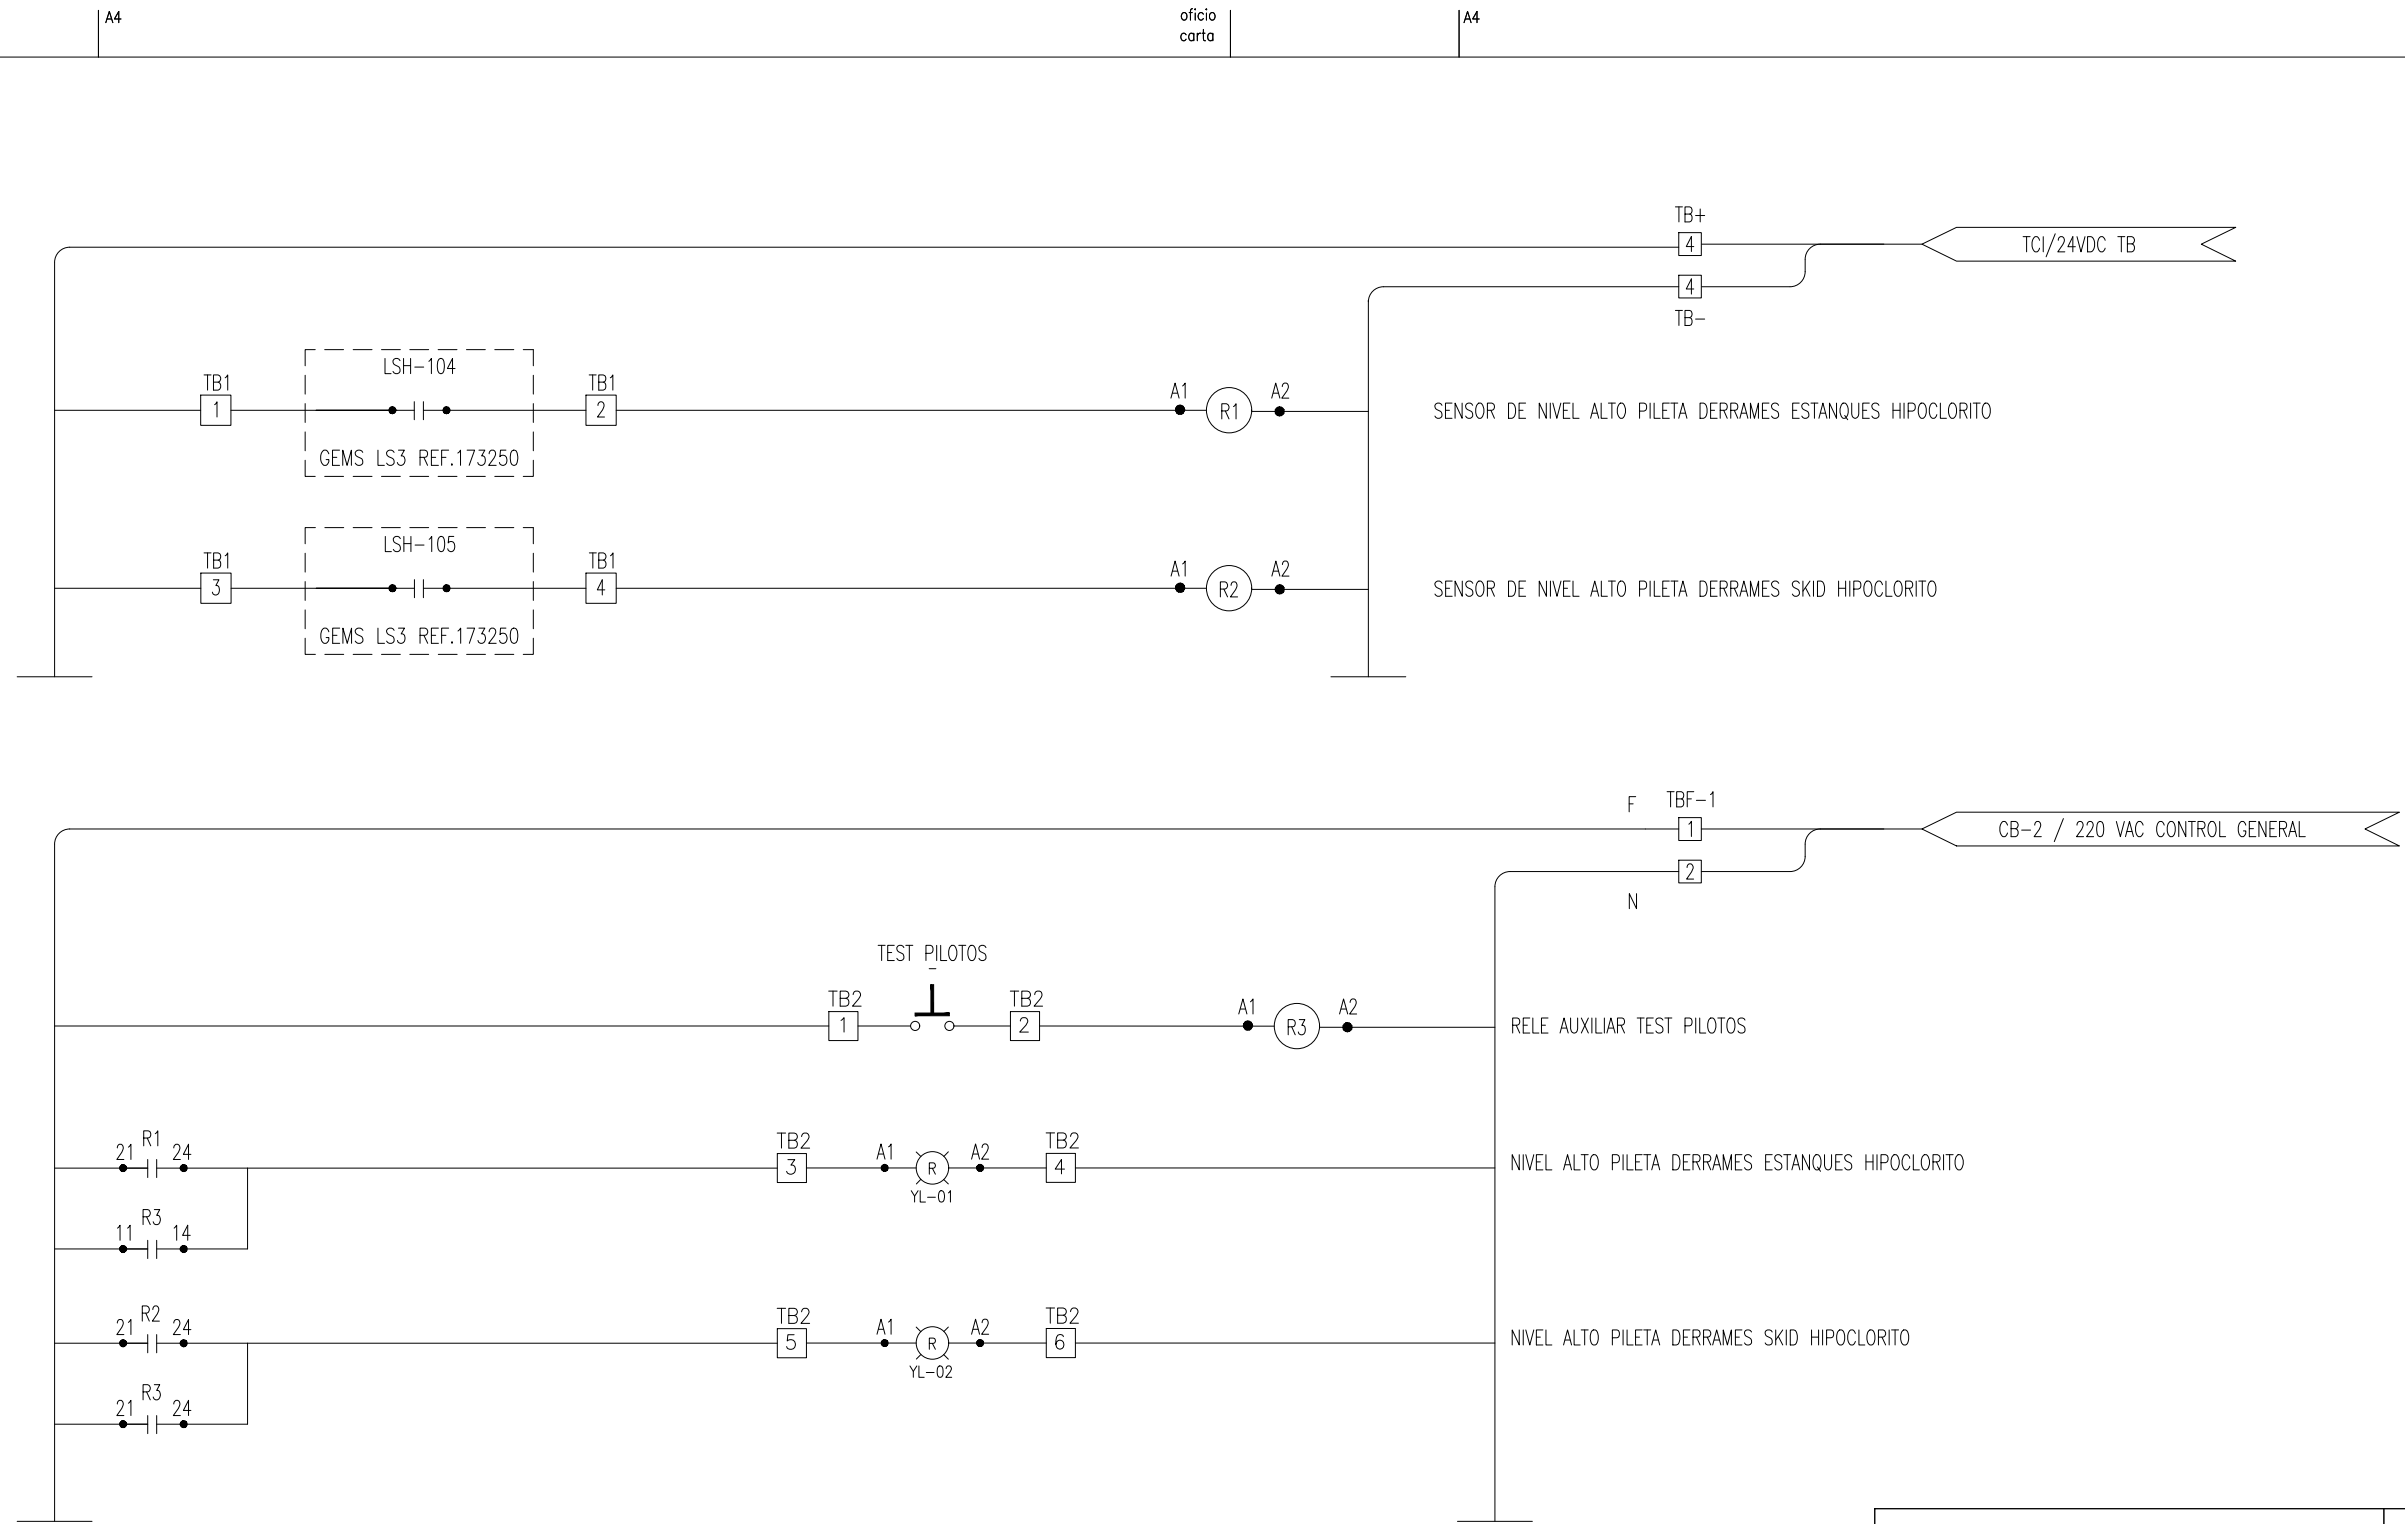 A4
oficio
carta
A4
TB+
4
TCI/24VDC TB
4
TB-
LSH-104
TB1
1
TB1
2
A1
R1
A2
SENSOR DE NIVEL ALTO PILETA DERRAMES ESTANQUES HIPOCLORITO
GEMS LS3 REF.173250
LSH-105
TB1
3
TB1
4
A1
R2
A2
SENSOR DE NIVEL ALTO PILETA DERRAMES SKID HIPOCLORITO
GEMS LS3 REF.173250
F
TBF-1
1
CB-2 / 220 VAC CONTROL GENERAL
2
N
TEST PILOTOS
TB2
1
TB2
2
A1
R3
A2
RELE AUXILIAR TEST PILOTOS
R1
21
24
TB2
3
A1
R
A2
TB2
4
YL-01
NIVEL ALTO PILETA DERRAMES ESTANQUES HIPOCLORITO
R3
11
14
R2
21
24
TB2
5
A1
R
A2
TB2
6
YL-02
NIVEL ALTO PILETA DERRAMES SKID HIPOCLORITO
R3
21
24